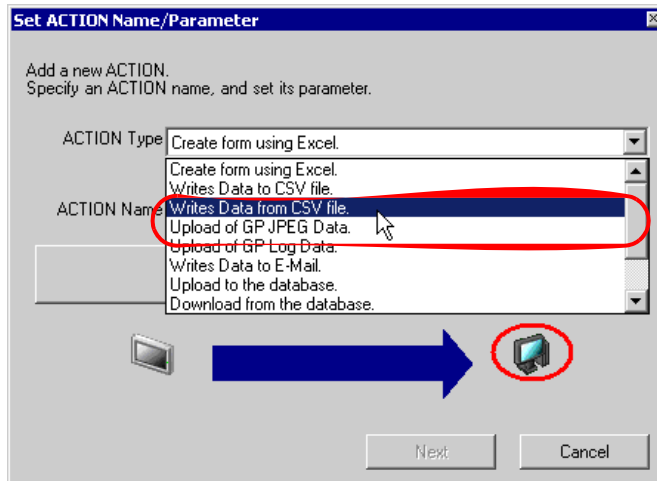 Set ACTION Name/Parameter
Add a new ACTION.
Specify an ACTION name, and set its parameter.
ACTION Type
Create form using Excel.
Create form using Excel.
Writes Data to CSV file.
ACTION Name
Writes Data from CSV file.
Upload of GP JPEG Data.
Upload of GP Log Data.
Writes Data to E-Mail.
Upload to the database.
Download from the database.
Next
Cancel